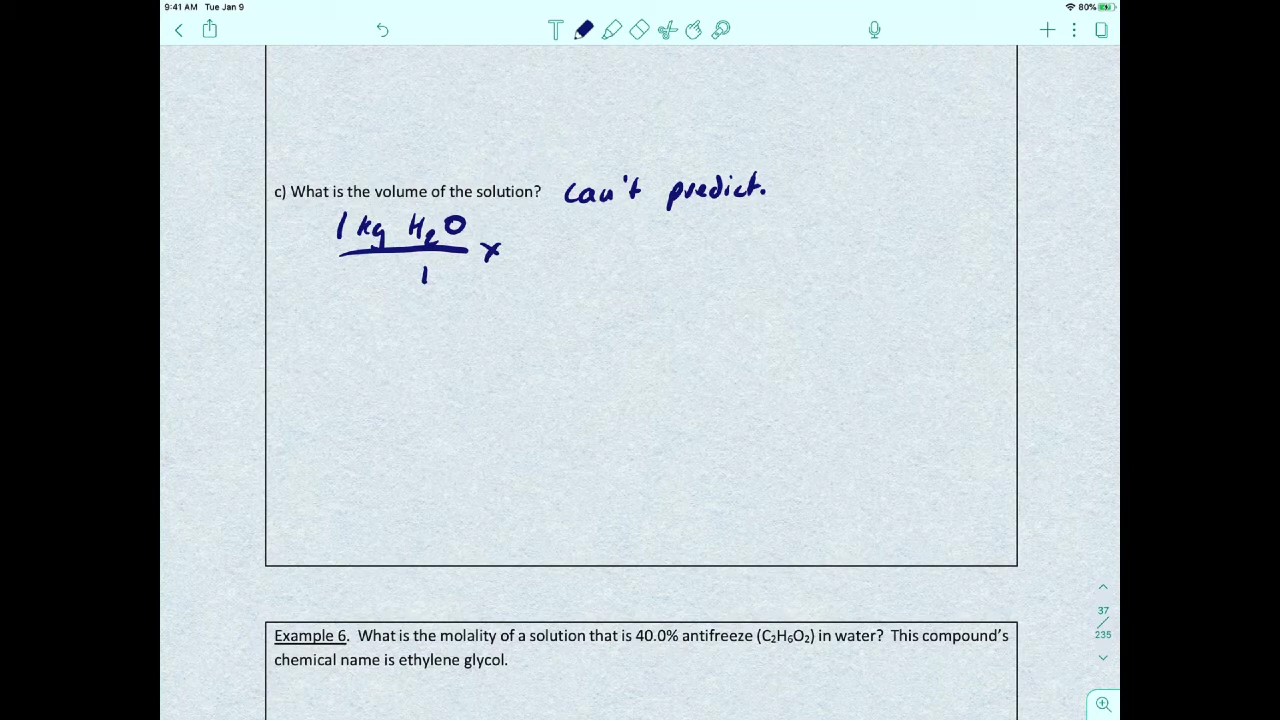 9:41 AM Tue Jan 9
80%
T
c) What is the volume of the solution? can't predict.
1 kg H₂O
x
1
37
/
235
Example 6. What is the molality of a solution that is 40.0% antifreeze (C₂H₆O₂) in water? This compound's
chemical name is ethylene glycol.